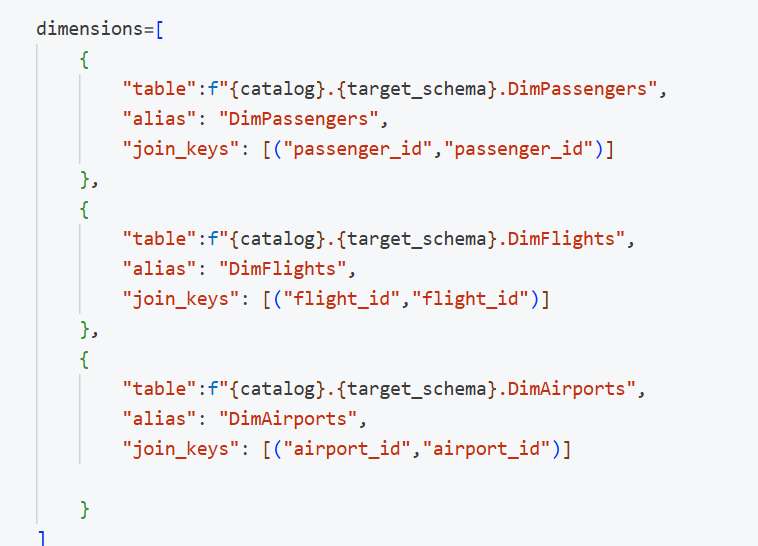 dimensions=[
{
"table":f"{catalog}.{target_schema}.DimPassengers",
"alias": "DimPassengers",
"join_keys": [("passenger_id","passenger_id")]
},
{
"table":f"{catalog}.{target_schema}.DimFlights",
"alias": "DimFlights",
"join_keys": [("flight_id","flight_id")]
},
{
"table":f"{catalog}.{target_schema}.DimAirports",
"alias": "DimAirports",
"join_keys": [("airport_id","airport_id")]
}
]